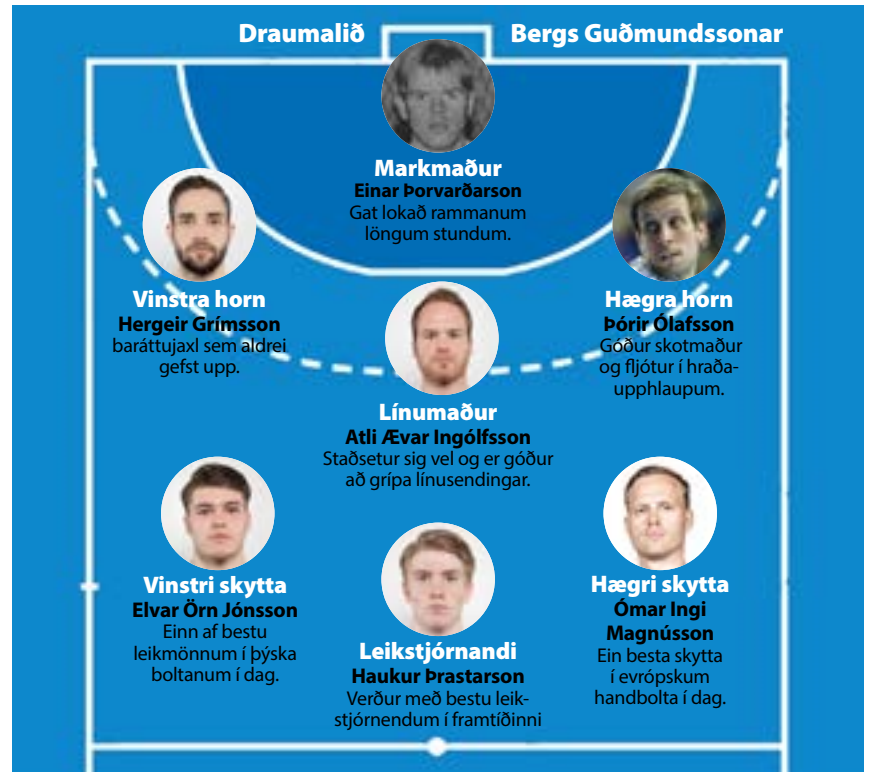 Draumalið Bergs Guðmundssonar
Markmaður
Einar Þorvarðarson
Gat lokað rammanum
löngum stundum.
Vinstra horn
Hergeir Grímsson
baráttujaxl sem aldrei
gefst upp.
Hægra horn
Þórir Ólafsson
Góður skotmaður
og fljótur í hraða-
upphlaupum.
Línumaður
Atli Ævar Ingólfsson
Staðsetur sig vel og er góður
að grípa línusendingar.
Vinstri skytta
Elvar Örn Jónsson
Einn af bestu
leikmönnum í þýska
boltanum í dag.
Leikstjórnandi
Haukur Þrastarson
Verður með bestu leik-
stjórnendum í framtíðinni
Hægri skytta
Ómar Ingi
Magnússon
Ein besta skytta
í evrópskum
handbolta í dag.